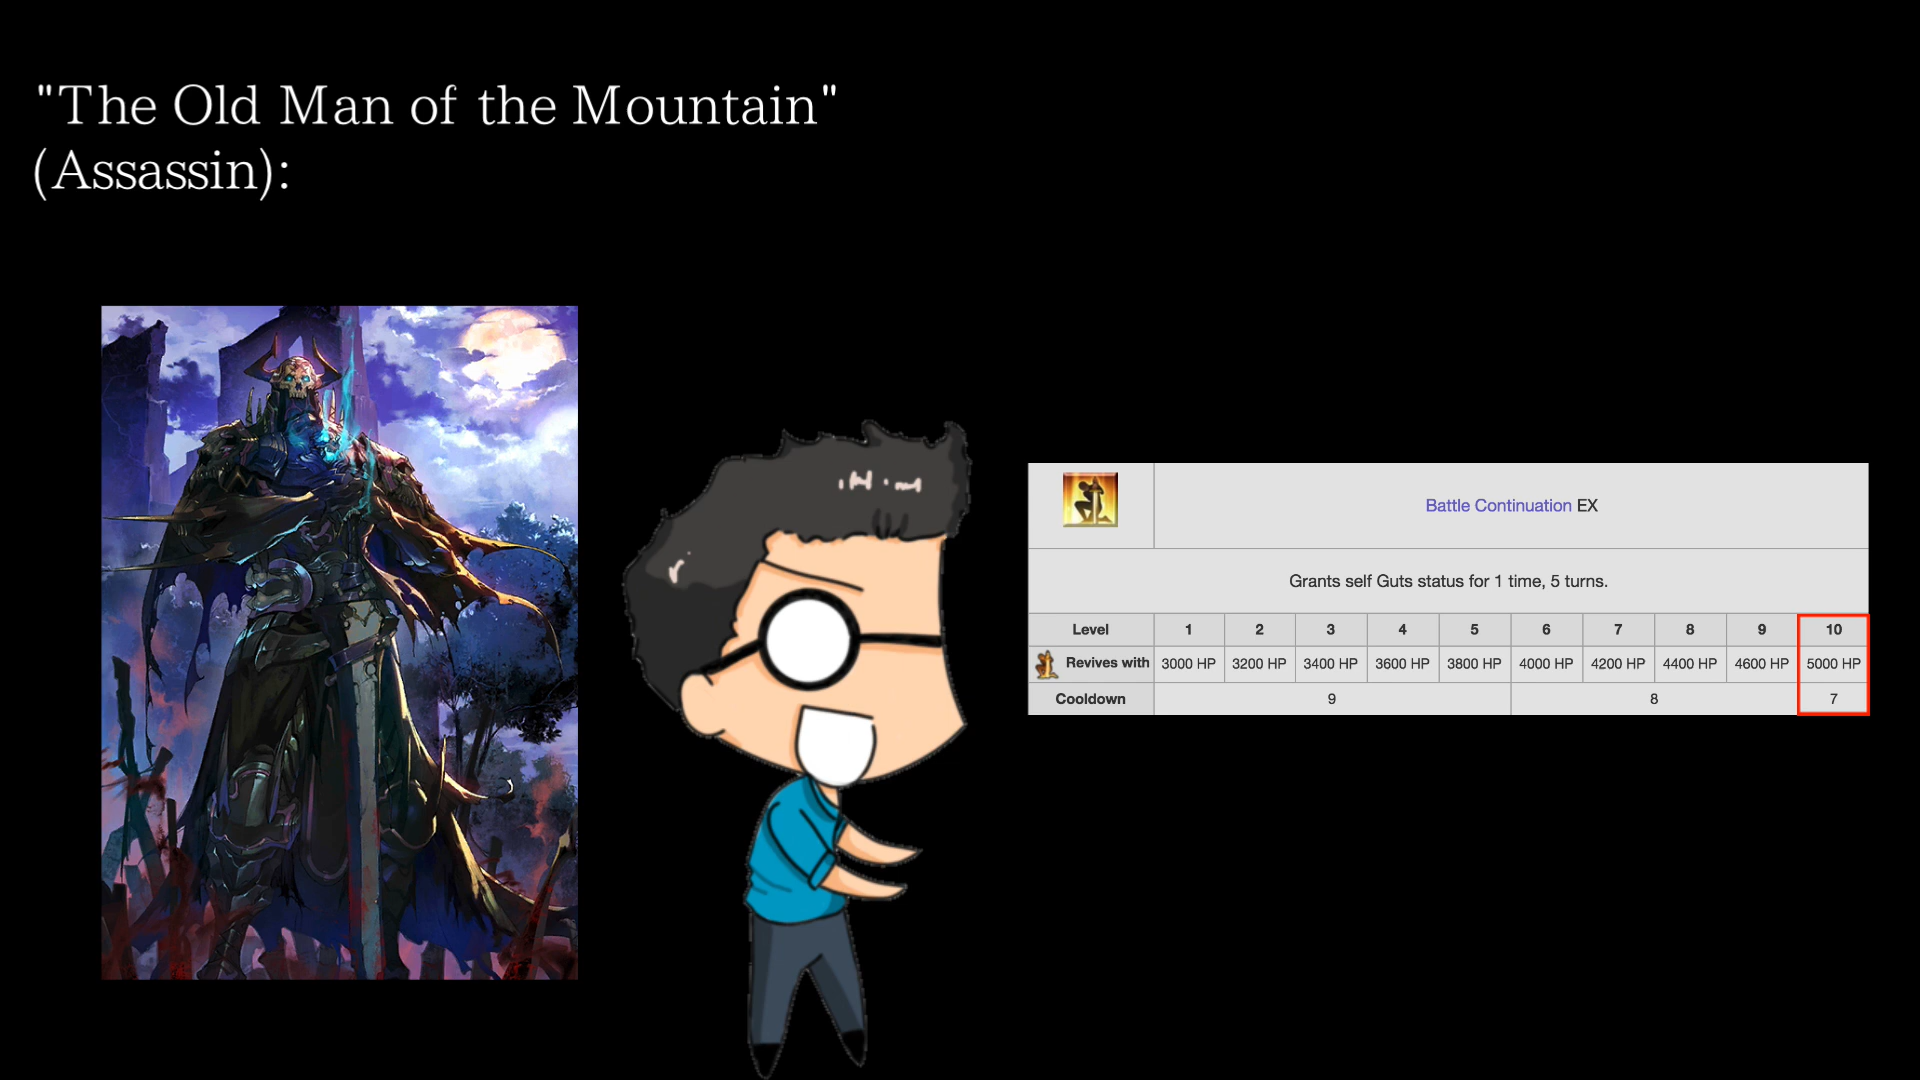 "The Old Man of the Mountain"
(Assassin):
Battle Continuation EX
Grants self Guts status for 1 time, 5 turns.
Level 1 2 3 4 5 6 7 8 9 10
Revives with 3000 HP 3200 HP 3400 HP 3600 HP 3800 HP 4000 HP 4200 HP 4400 HP 4600 HP 5000 HP
Cooldown 9 8 7